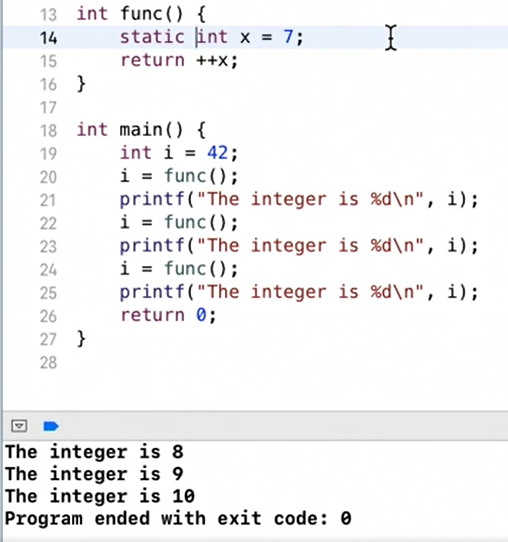 13 int func() {
14     static int x = 7;
15     return ++x;
16 }
17
18 int main() {
19     int i = 42;
20     i = func();
21     printf("The integer is %d\n", i);
22     i = func();
23     printf("The integer is %d\n", i);
24     i = func();
25     printf("The integer is %d\n", i);
26     return 0;
27 }
28
The integer is 8
The integer is 9
The integer is 10
Program ended with exit code: 0